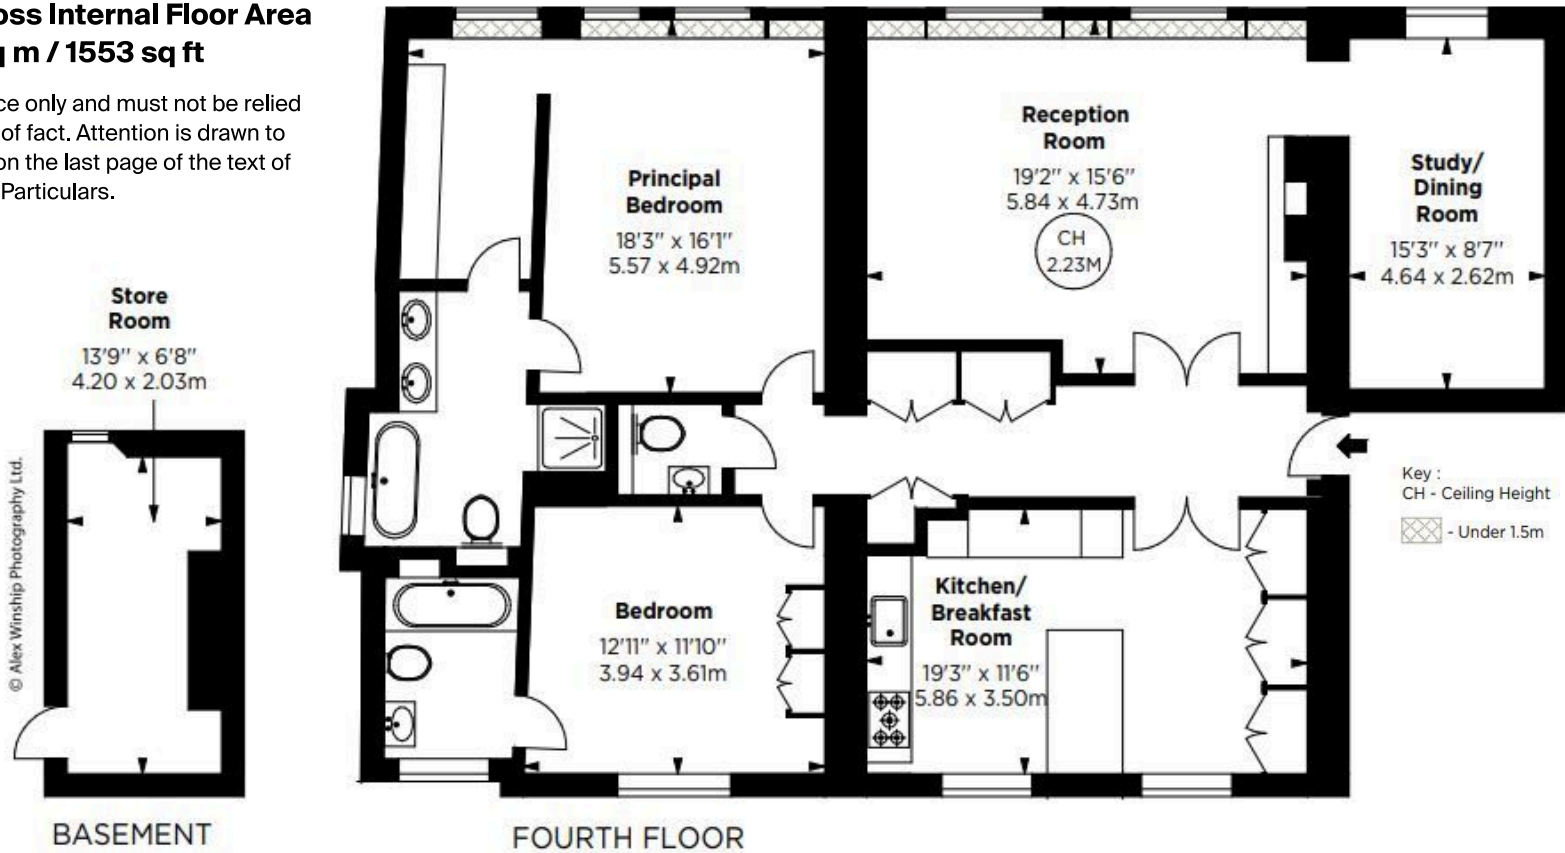 oss Internal Floor Area
q m / 1553 sq ft
ce only and must not be relied
of fact. Attention is drawn to
on the last page of the text of
Particulars.
Store
Room
13'9" x 6'8"
4.20 x 2.03m
© Alex Winship Photography Ltd.
BASEMENT
Principal
Bedroom
18'3" x 16'1"
5.57 x 4.92m
Reception
Room
19'2" x 15'6"
5.84 x 4.73m
CH
2.23M
Study/
Dining
Room
15'3" x 8'7"
4.64 x 2.62m
Key :
CH - Ceiling Height
- Under 1.5m
Bedroom
12'11" x 11'10"
3.94 x 3.61m
Kitchen/
Breakfast
Room
19'3" x 11'6"
5.86 x 3.50m
FOURTH FLOOR